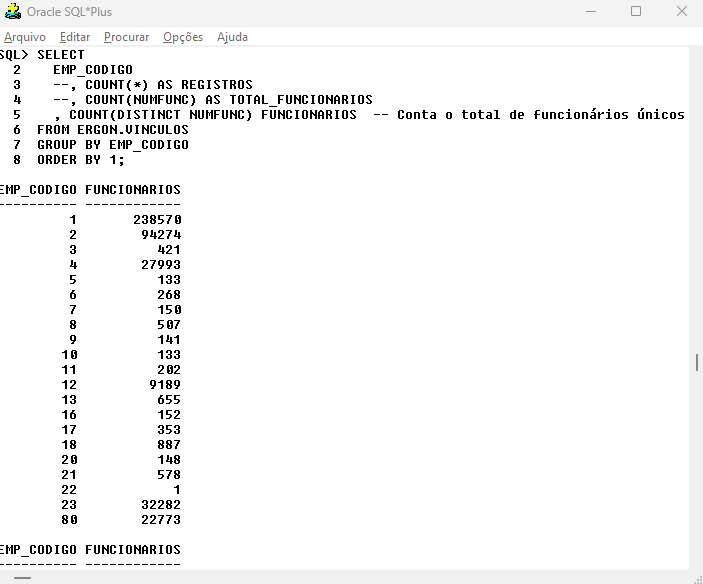 Oracle SQL*Plus
Arquivo Editar Procurar Opções Ajuda
SQL> SELECT
2 EMP_CODIGO
3 --, COUNT(*) AS REGISTROS
4 --, COUNT(NUMFUNC) AS TOTAL_FUNCIONARIOS
5 , COUNT(DISTINCT NUMFUNC) FUNCIONARIOS -- Conta o total de funcionários únicos
6 FROM ERGON.VINCULOS
7 GROUP BY EMP_CODIGO
8 ORDER BY 1;
EMP_CODIGO FUNCIONARIOS
---------- ------------
1 238570
2 94274
3 421
4 27993
5 133
6 268
7 150
8 507
9 141
10 133
11 202
12 9189
13 655
16 152
17 353
18 887
20 148
21 578
22 1
23 32282
80 22773
EMP_CODIGO FUNCIONARIOS
---------- ------------